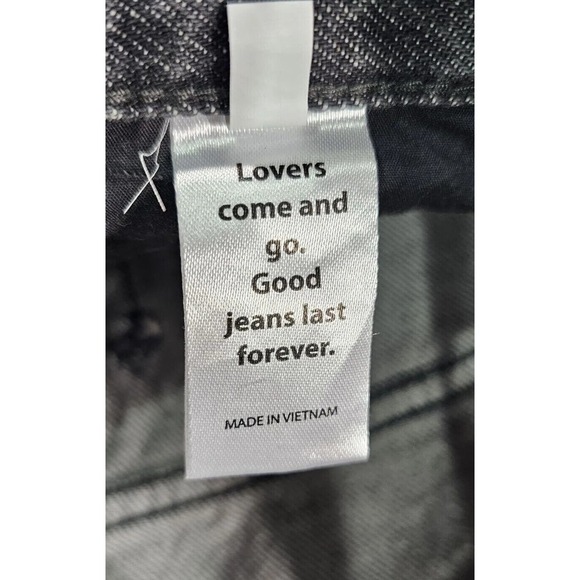 Lovers
come and
go.
Good
jeans last
forever.
MADE IN VIETNAM